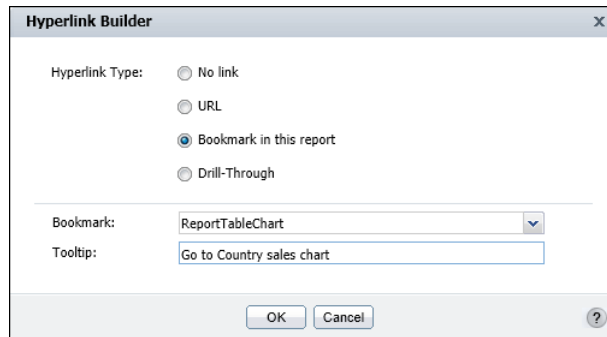 Hyperlink Builder x
Hyperlink Type: No link
URL
Bookmark in this report
Drill-Through
Bookmark: ReportTableChart
Tooltip: Go to Country sales chart
OK Cancel ?